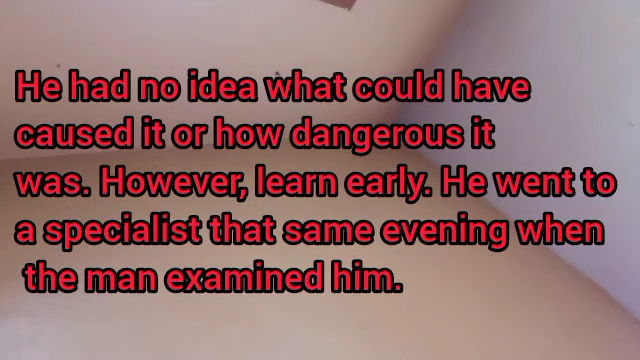 He had no idea what could have
caused it or how dangerous it
was. However, learn early. He went to
a specialist that same evening when
the man examined him.